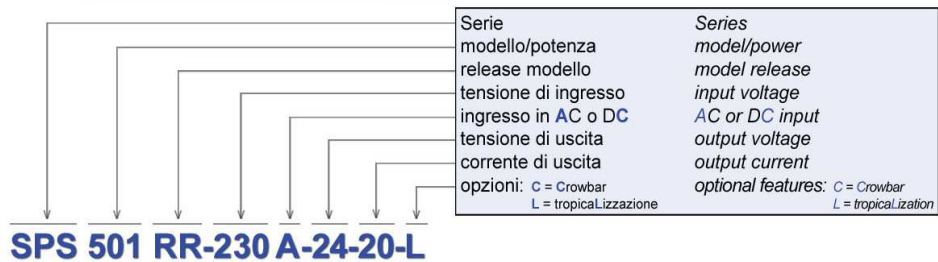 Serie Series
modello/potenza model/power
release modello model release
tensione di ingresso input voltage
ingresso in AC o DC AC or DC input
tensione di uscita output voltage
corrente di uscita output current
opzioni: C = Crowbar optional features: C = Crowbar
L = tropicaLizzazione L = tropicaLization
SPS 501 RR-230 A-24-20-L